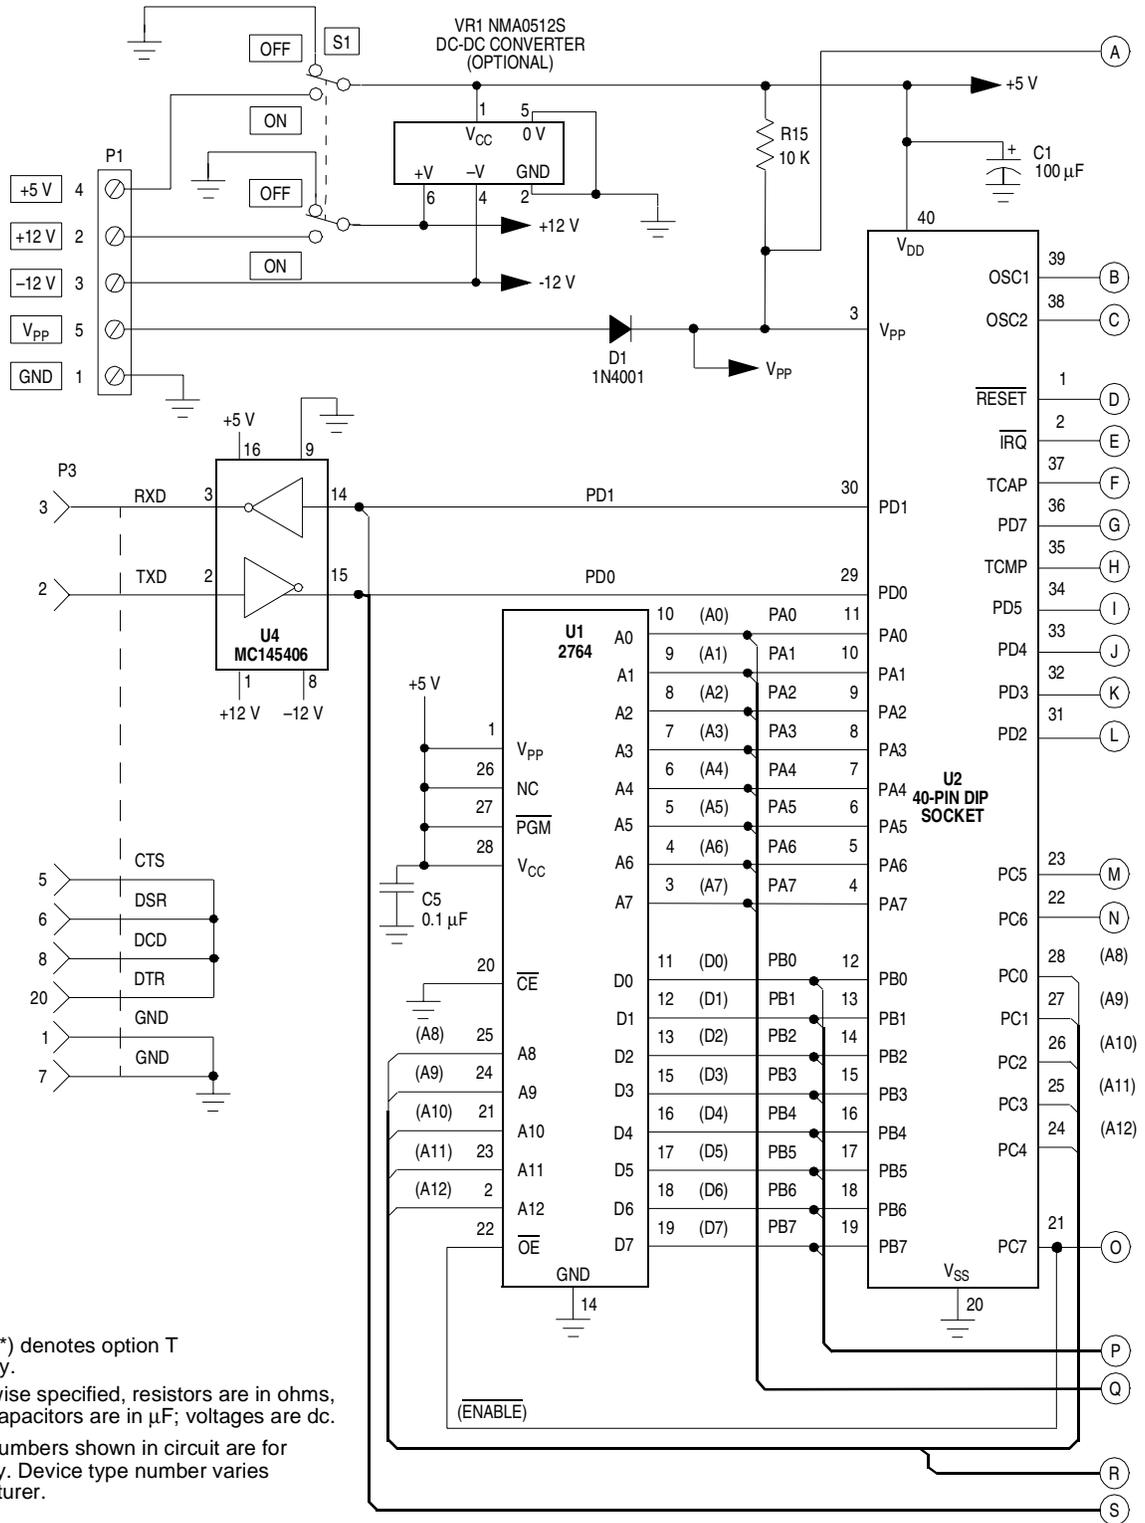 VR1 NMA0512S
DC-DC CONVERTER
(OPTIONAL)
OFF
S1
A
+5 V
1
5
VCC
0 V
R15
10 K
+
C1
100 µF
ON
P1
+V
–V
GND
+5 V
4
OFF
6
4
2
+12 V
2
+12 V
40
VDD
ON
–12 V
3
-12 V
OSC1
39
B
OSC2
38
C
VPP
5
3
VPP
D1
1N4001
VPP
GND
1
RESET
1
D
+5 V
16
9
IRQ
2
E
P3
TCAP
37
F
3
RXD
3
14
PD1
30
PD1
PD7
36
G
TCMP
35
H
2
TXD
2
15
PD0
29
PD0
PD5
34
I
U4
MC145406
U1
2764
A0
10
(A0)
PA0
11
PA0
PD4
33
J
A1
9
(A1)
PA1
10
PA1
1
8
+12 V
–12 V
+5 V
PD3
32
K
A2
8
(A2)
PA2
9
PA2
PD2
31
L
1
VPP
A3
7
(A3)
PA3
8
PA3
26
NC
A4
6
(A4)
PA4
7
PA4
U2
40-PIN DIP
SOCKET
27
PGM
A5
5
(A5)
PA5
6
PA5
28
VCC
A6
4
(A6)
PA6
5
PA6
C5
0.1 µF
A7
3
(A7)
PA7
4
PA7
5
CTS
PC5
23
M
6
DSR
PC6
22
N
8
DCD
20
DTR
1
GND
7
GND
20
CE
D0
11
(D0)
PB0
12
PB0
PC0
28
(A8)
D1
12
(D1)
PB1
13
PB1
PC1
27
(A9)
(A8)
25
A8
D2
13
(D2)
PB2
14
PB2
PC2
26
(A10)
(A9)
24
A9
D3
15
(D3)
PB3
15
PB3
PC3
25
(A11)
(A10)
21
A10
D4
16
(D4)
PB4
16
PB4
PC4
24
(A12)
(A11)
23
A11
D5
17
(D5)
PB5
17
PB5
(A12)
2
A12
D6
18
(D6)
PB6
18
PB6
22
OE
D7
19
(D7)
PB7
19
PB7
PC7
21
O
GND
14
VSS
20
P
Q
(ENABLE)
R
S
*) denotes option T
y.
wise specified, resistors are in ohms,
apacitors are in µF; voltages are dc.
umbers shown in circuit are for
y. Device type number varies
turer.